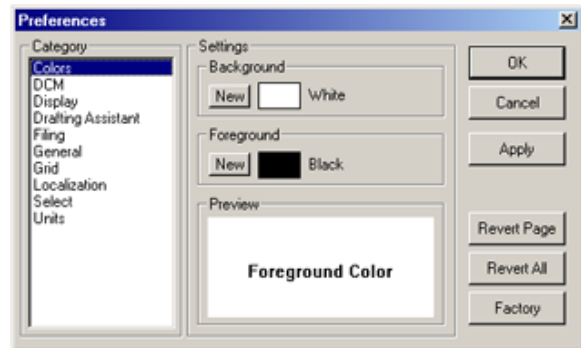 Preferences
Category
Colors
DCM
Display
Drafting Assistant
Filing
General
Grid
Localization
Select
Units
Settings
Background
New White
Foreground
New Black
Preview
Foreground Color
OK
Cancel
Apply
Revert Page
Revert All
Factory